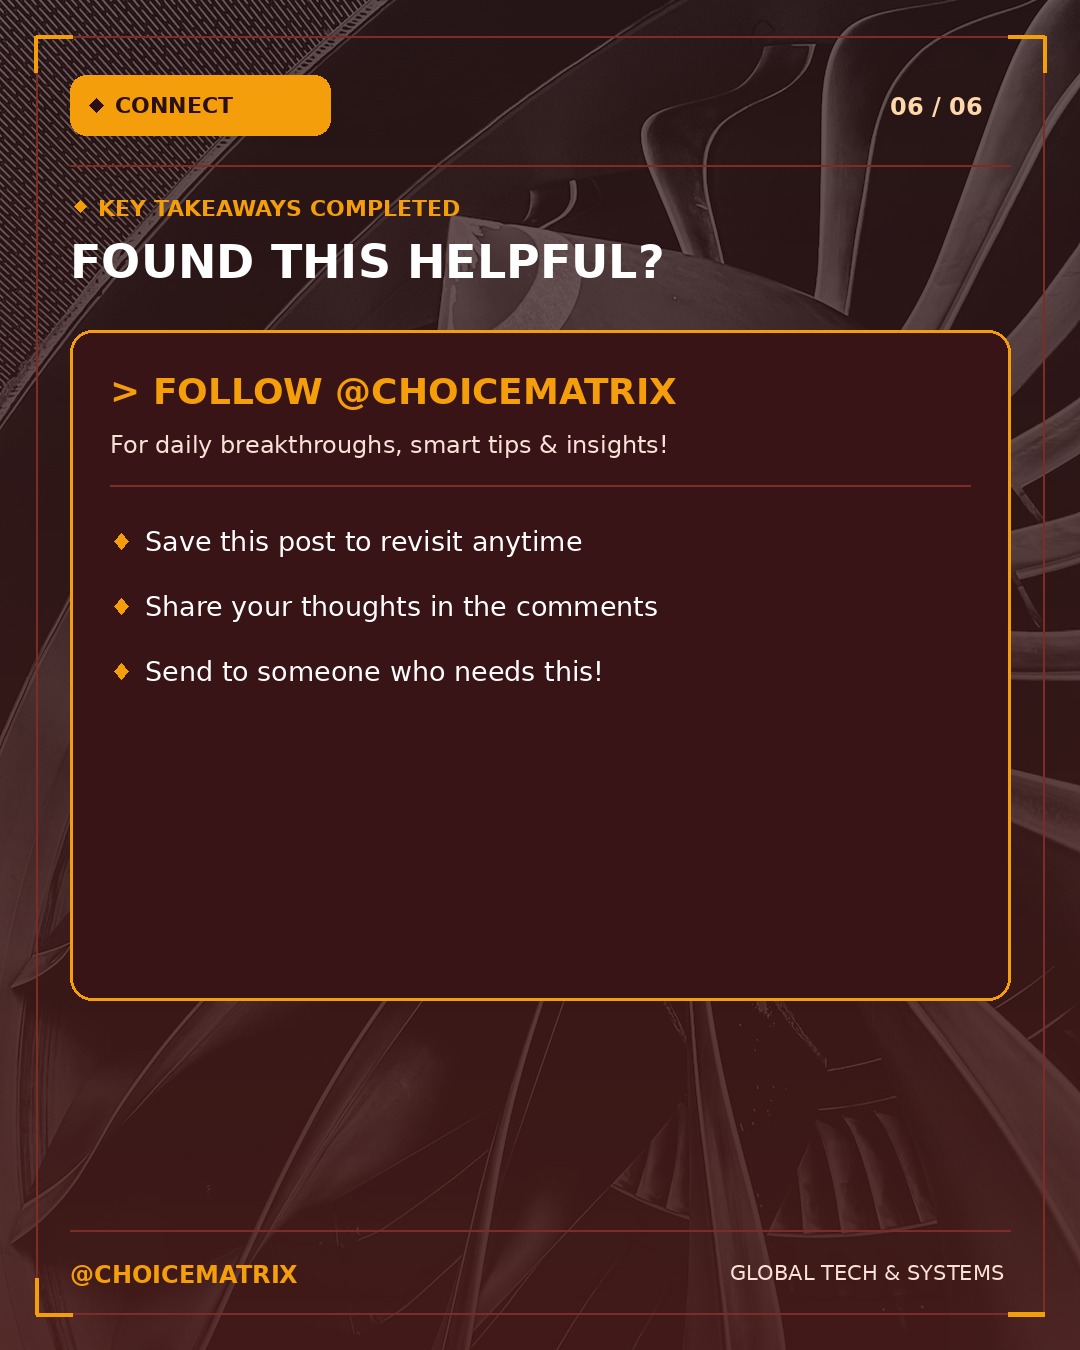 CONNECT
06 / 06
KEY TAKEAWAYS COMPLETED
FOUND THIS HELPFUL?
> FOLLOW @CHOICEMATRIX
For daily breakthroughs, smart tips & insights!
Save this post to revisit anytime
Share your thoughts in the comments
Send to someone who needs this!
@CHOICEMATRIX
GLOBAL TECH & SYSTEMS